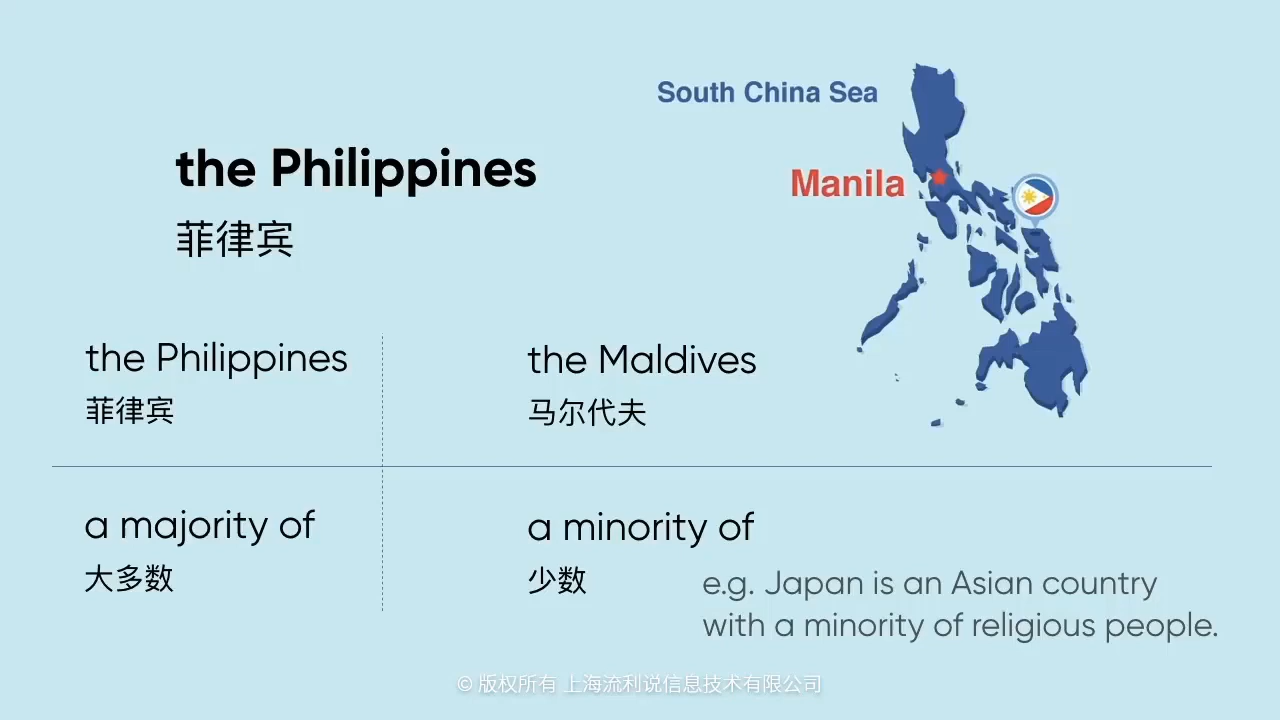 South China Sea
the Philippines
Manila
菲律宾
the Philippines
the Maldives
菲律宾
马尔代夫
a majority of
a minority of
大多数
少数
e.g. Japan is an Asian country
with a minority of religious people.
© 版权所有 上海流利说信息技术有限公司